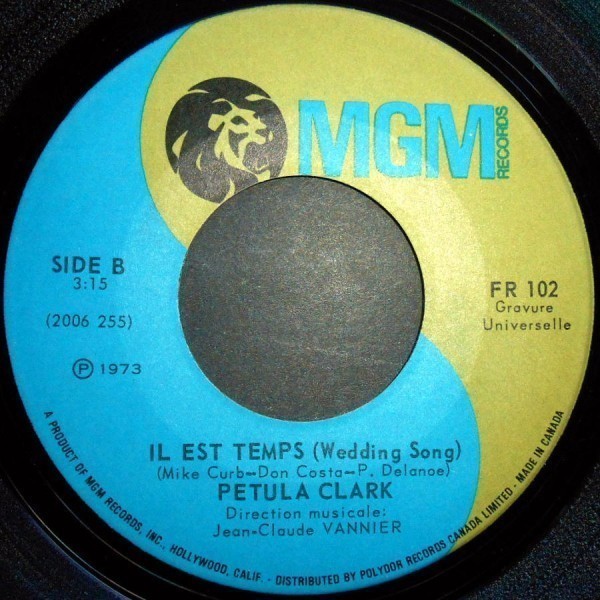 MGM
RECORDS
SIDE B
3:15
(2006 255)
℗ 1973
FR 102
Gravure
Universelle
IL EST TEMPS (Wedding Song)
(Mike Curb-Don Costa-P. Delanoe)
PETULA CLARK
Direction musicale:
Jean-Claude VANNIER
A PRODUCT OF MGM RECORDS, INC., HOLLYWOOD, CALIF. - DISTRIBUTED BY POLYDOR RECORDS CANADA LIMITED - MADE IN CANADA